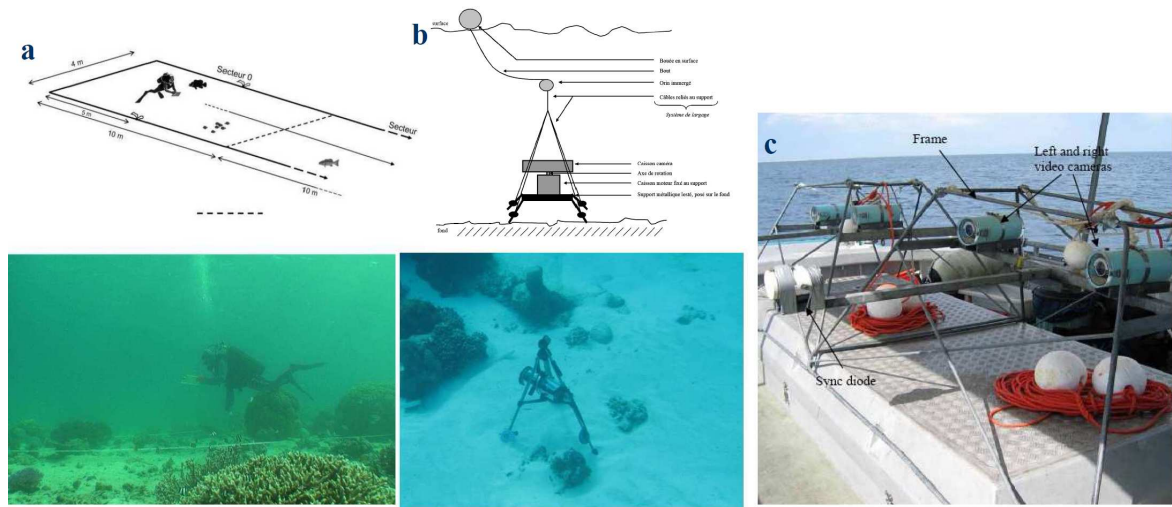 a
4 m
Secteur 0
Secteur
5 m
10 m
10 m
b
surface
Bouée en surface
Bout
Orin immergé
Câbles reliés au support
Système de largage
Caisson caméra
Axe de rotation
Caisson moteur fixé au support
Support métallique lesté, posé sur le fond
fond
c
Frame
Left and right
video cameras
Sync diode